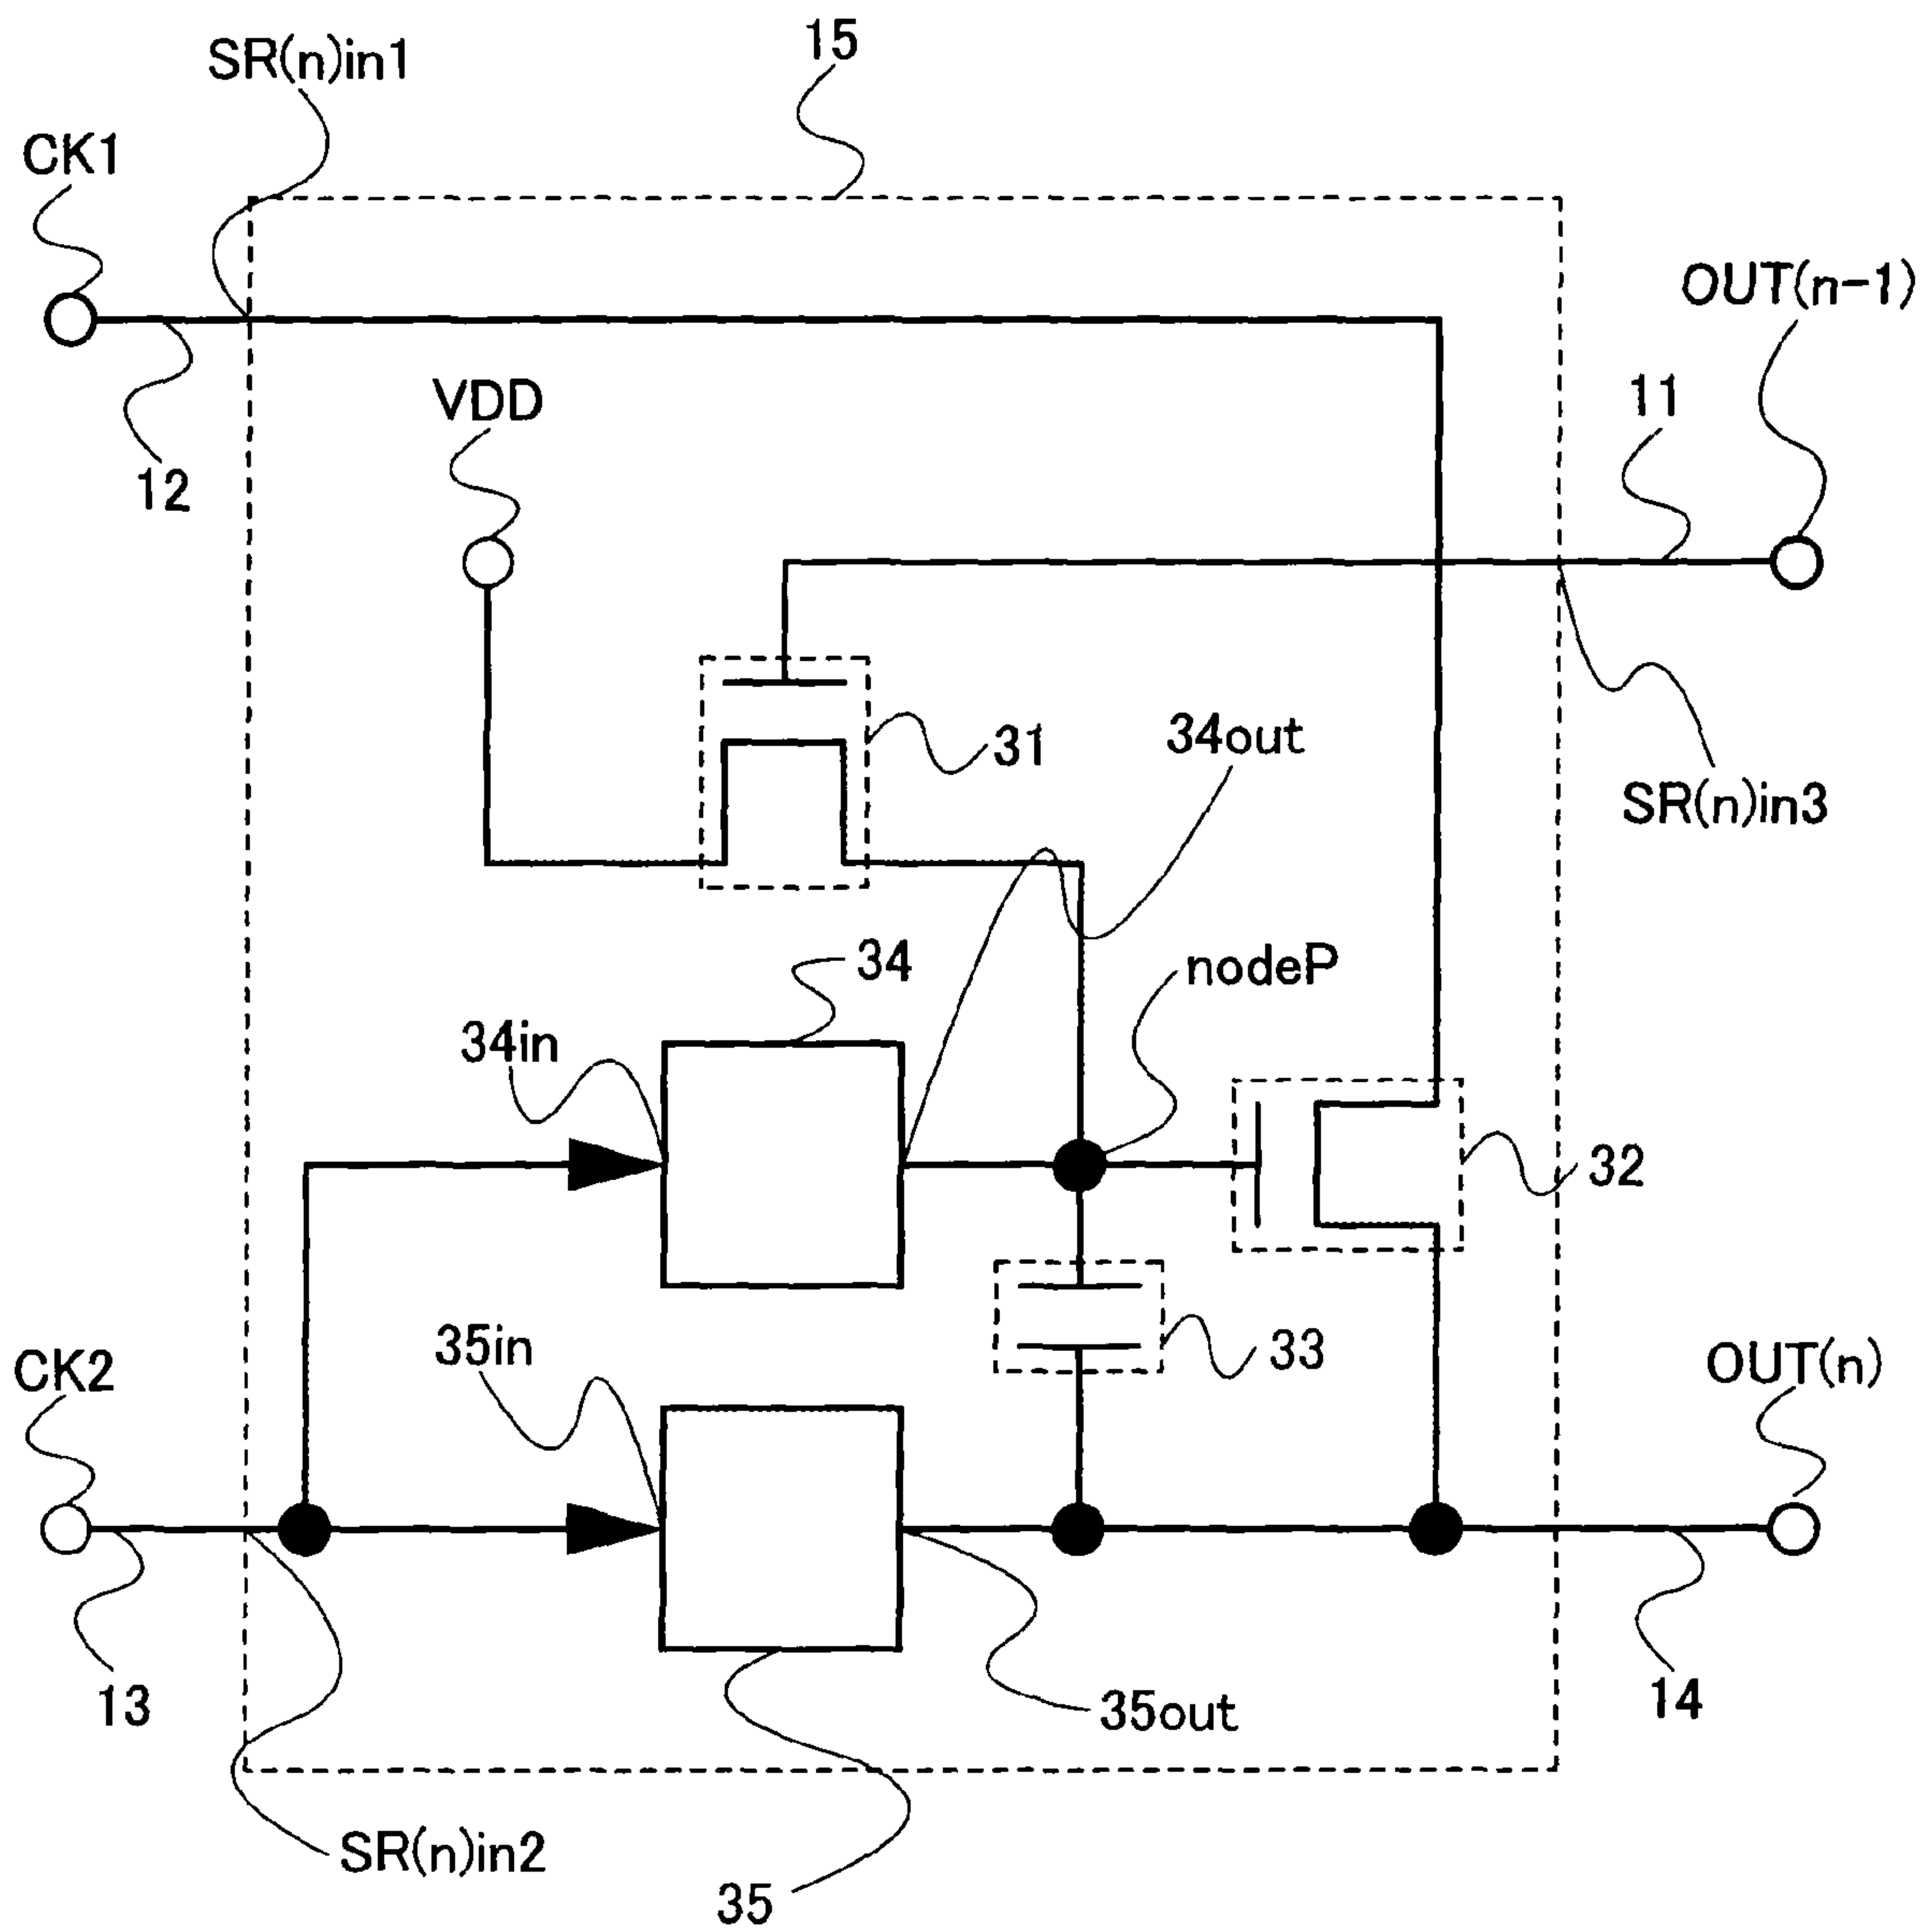 15
SR(n)in1
CK1
OUT(n-1)
VDD
11
12
31
34out
SR(n)in3
34
nodeP
34in
32
35in
33
CK2
OUT(n)
13
35out
14
SR(n)in2
35